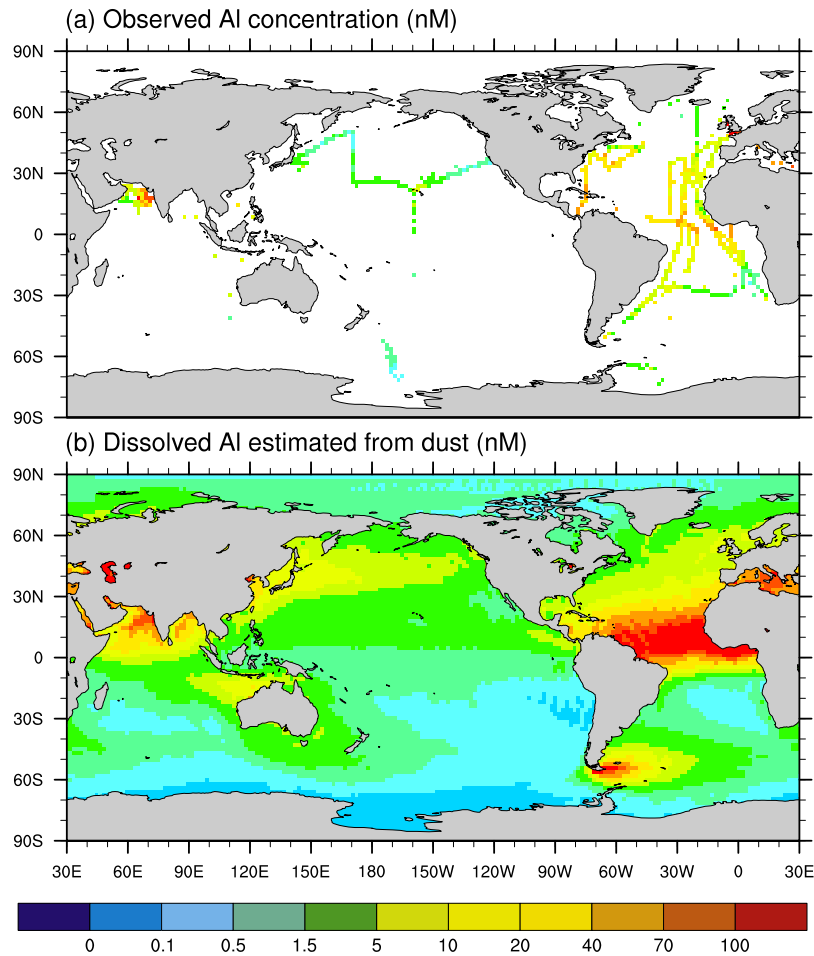 (a) Observed Al concentration (nM)
90N
60N
30N
0
30S
60S
90S
(b) Dissolved Al estimated from dust (nM)
90N
60N
30N
0
30S
60S
90S
30E 60E 90E 120E 150E 180 150W 120W 90W 60W 30W 0 30E
0 0.1 0.5 1.5 5 10 20 40 70 100